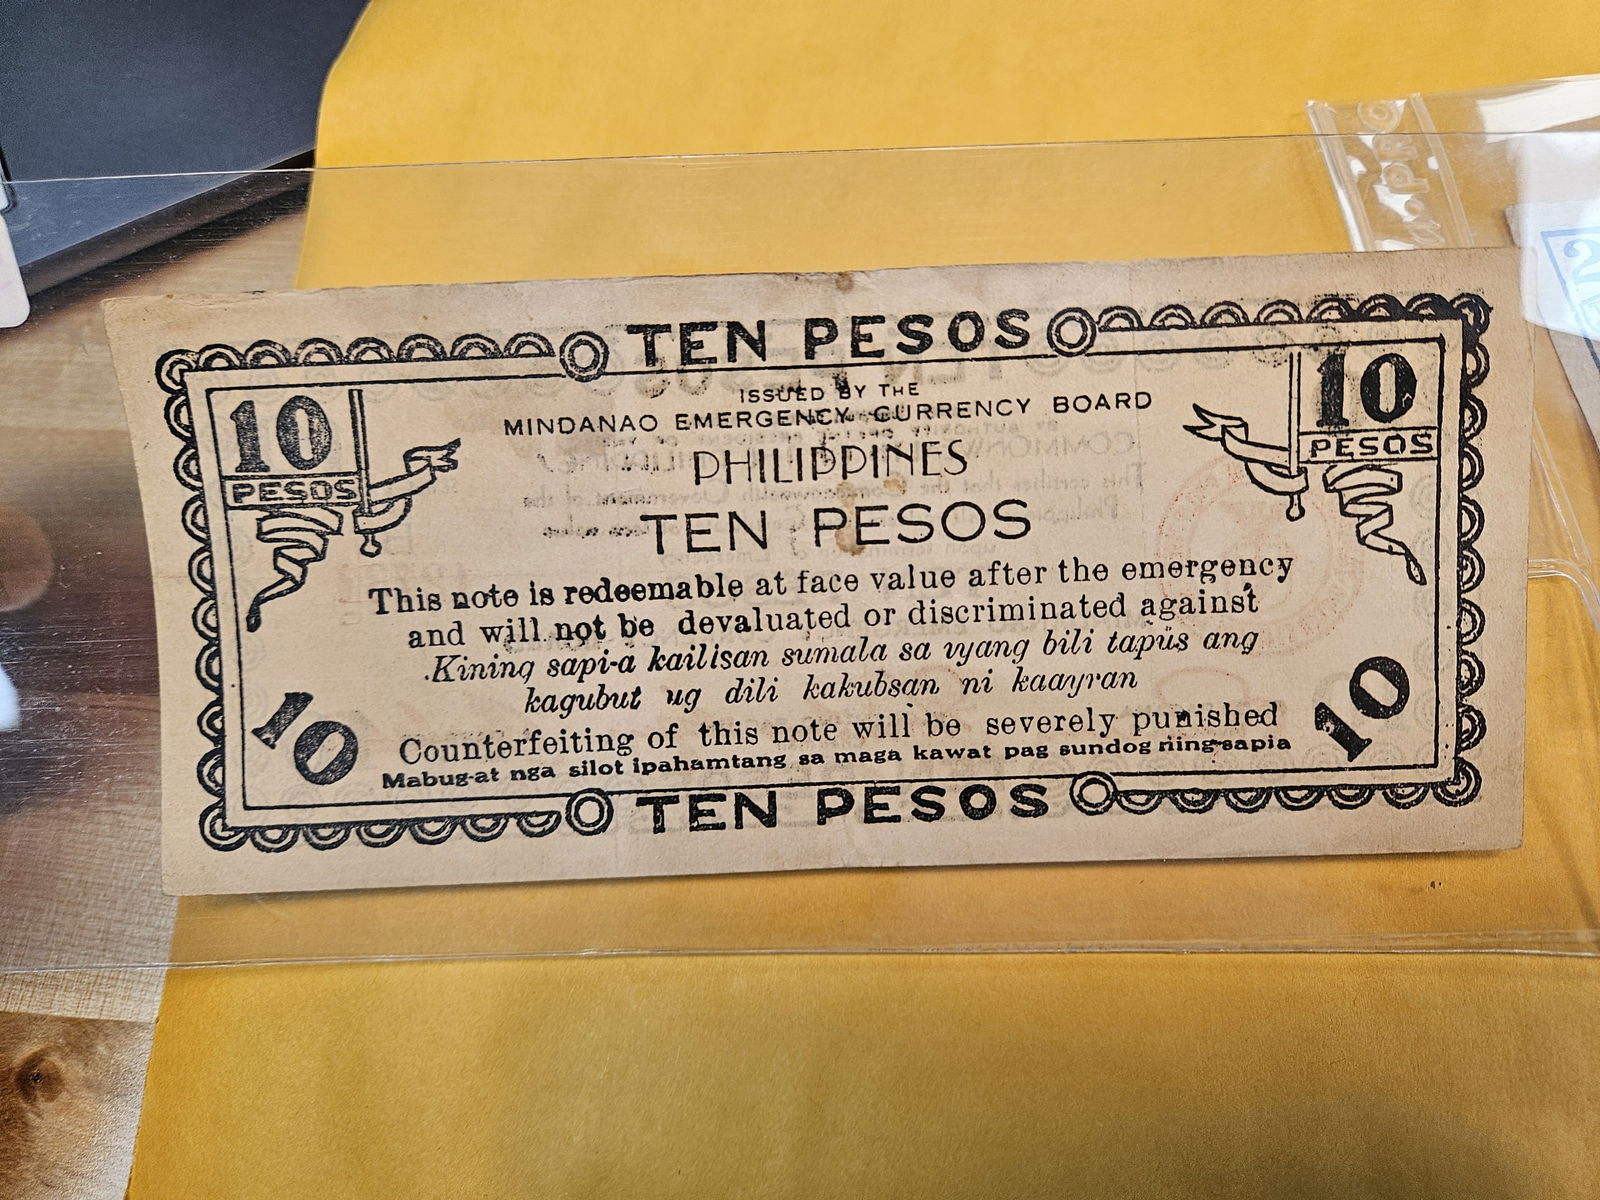 TEN PESOS
10 PESOS
10 PESOS
ISSUED BY THE
MINDANAO EMERGENCY CURRENCY BOARD
PHILIPPINES
TEN PESOS
This note is redeemable at face value after the emergency
and will not be devaluated or discriminated against
Kining sapi-a kailisan sumala sa iyang bili tapus ang
kagubut ug dili kakubsan ni kaayran
Counterfeiting of this note will be severely punished
Mabug-at nga silot ipahamtang sa maga kawat pag sundog niing sapia
10
10
TEN PESOS